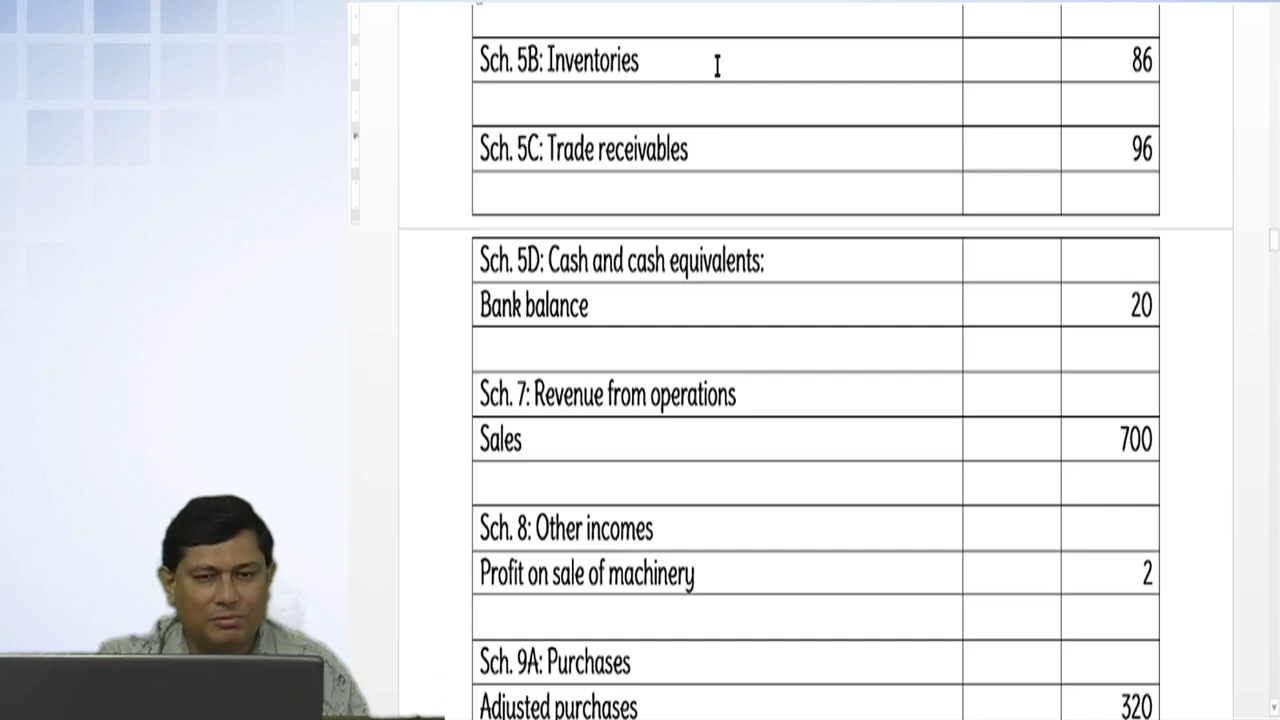 Sch. 5B: Inventories 86
Sch. 5C: Trade receivables 96
Sch. 5D: Cash and cash equivalents:
Bank balance 20
Sch. 7: Revenue from operations
Sales 700
Sch. 8: Other incomes
Profit on sale of machinery 2
Sch. 9A: Purchases
Adjusted purchases 320